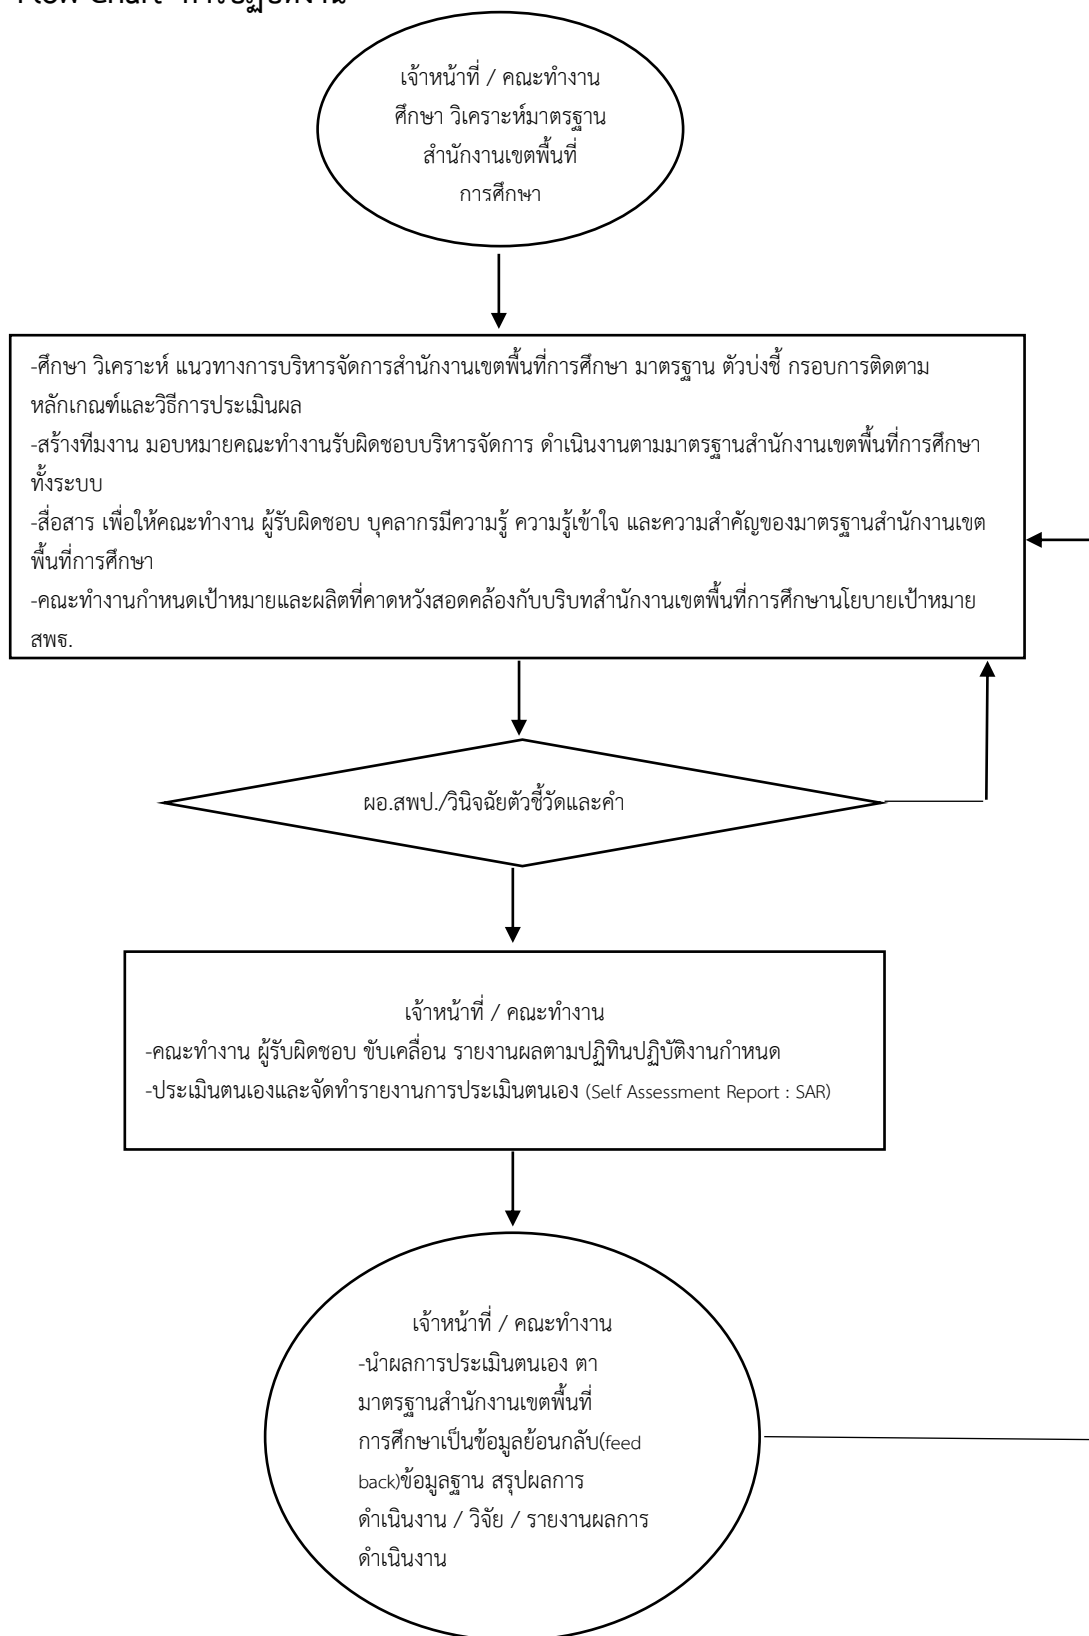 Flow Chart การปฏิบัติงาน
เจ้าหน้าที่ / คณะทำงาน
ศึกษา วิเคราะห์มาตรฐาน
สำนักงานเขตพื้นที่
การศึกษา
-ศึกษา วิเคราะห์ แนวทางการบริหารจัดการสำนักงานเขตพื้นที่การศึกษา มาตรฐาน ตัวบ่งชี้ กรอบการติดตาม
หลักเกณฑ์และวิธีการประเมินผล
-สร้างทีมงาน มอบหมายคณะทำงานรับผิดชอบบริหารจัดการ ดำเนินงานตามมาตรฐานสำนักงานเขตพื้นที่การศึกษา
ทั้งระบบ
-สื่อสาร เพื่อให้คณะทำงาน ผู้รับผิดชอบ บุคลากรมีความรู้ ความรู้เข้าใจ และความสำคัญของมาตรฐานสำนักงานเขต
พื้นที่การศึกษา
-คณะทำงานกำหนดเป้าหมายและผลิตที่คาดหวังสอดคล้องกับบริบทสำนักงานเขตพื้นที่การศึกษานโยบายเป้าหมาย
สพฐ.
ผอ.สพป./วินิจฉัยตัวชี้วัดและคำ
เจ้าหน้าที่ / คณะทำงาน
-คณะทำงาน ผู้รับผิดชอบ ขับเคลื่อน รายงานผลตามปฏิทินปฏิบัติงานกำหนด
-ประเมินตนเองและจัดทำรายงานการประเมินตนเอง (Self Assessment Report : SAR)
เจ้าหน้าที่ / คณะทำงาน
-นำผลการประเมินตนเอง ตา
มาตรฐานสำนักงานเขตพื้นที่
การศึกษาเป็นข้อมูลย้อนกลับ(feed
back)ข้อมูลฐาน สรุปผลการ
ดำเนินงาน / วิจัย / รายงานผลการ
ดำเนินงาน